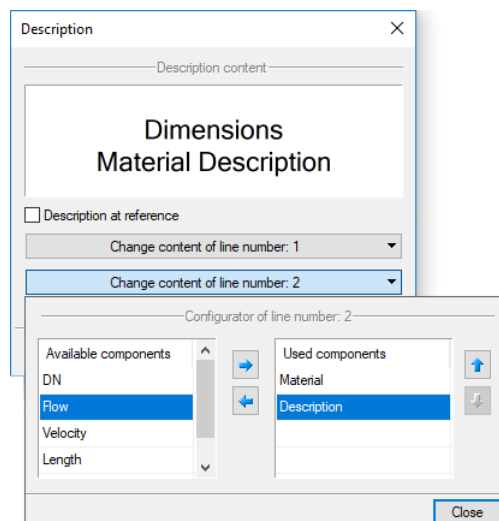 Description
Description content
Dimensions
Material Description
Description at reference
Change content of line number: 1
Change content of line number: 2
Configurator of line number: 2
Available components
DN
Flow
Velocity
Length
Used components
Material
Description
Close